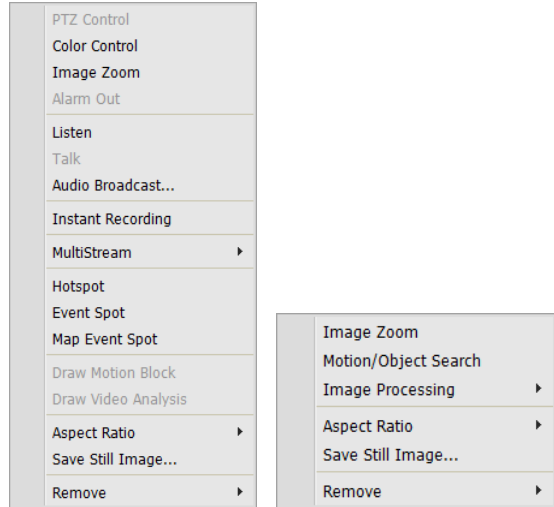 PTZ Control
Color Control
Image Zoom
Alarm Out
Listen
Talk
Audio Broadcast...
Instant Recording
MultiStream
Hotspot
Event Spot
Map Event Spot
Draw Motion Block
Draw Video Analysis
Aspect Ratio
Save Still Image...
Remove
Image Zoom
Motion/Object Search
Image Processing
Aspect Ratio
Save Still Image...
Remove